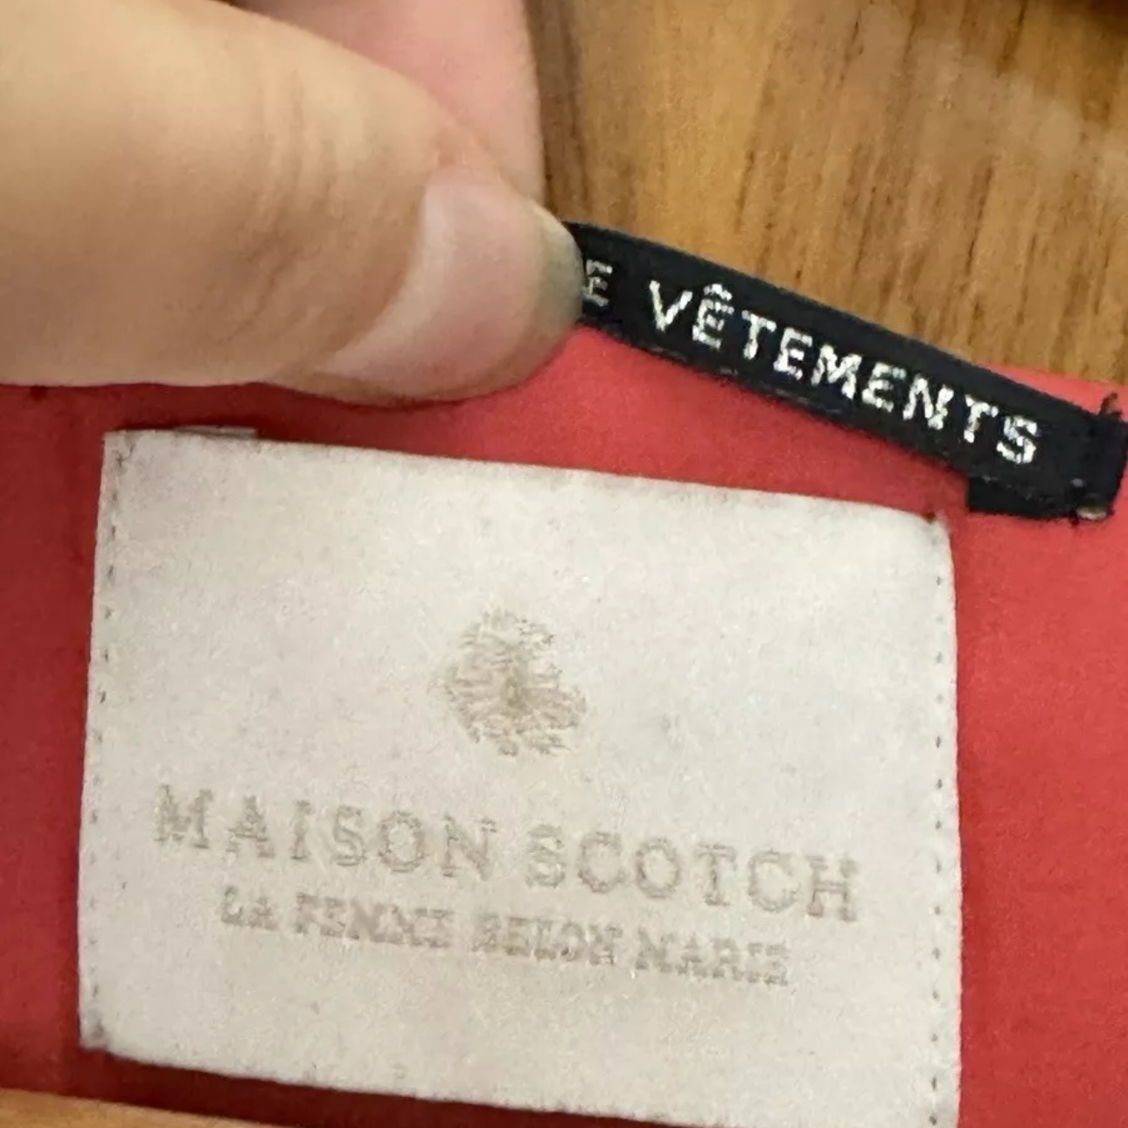 E VÊTEMENTS
MAISON SCOTCH
LA FEMME SELON MARIE